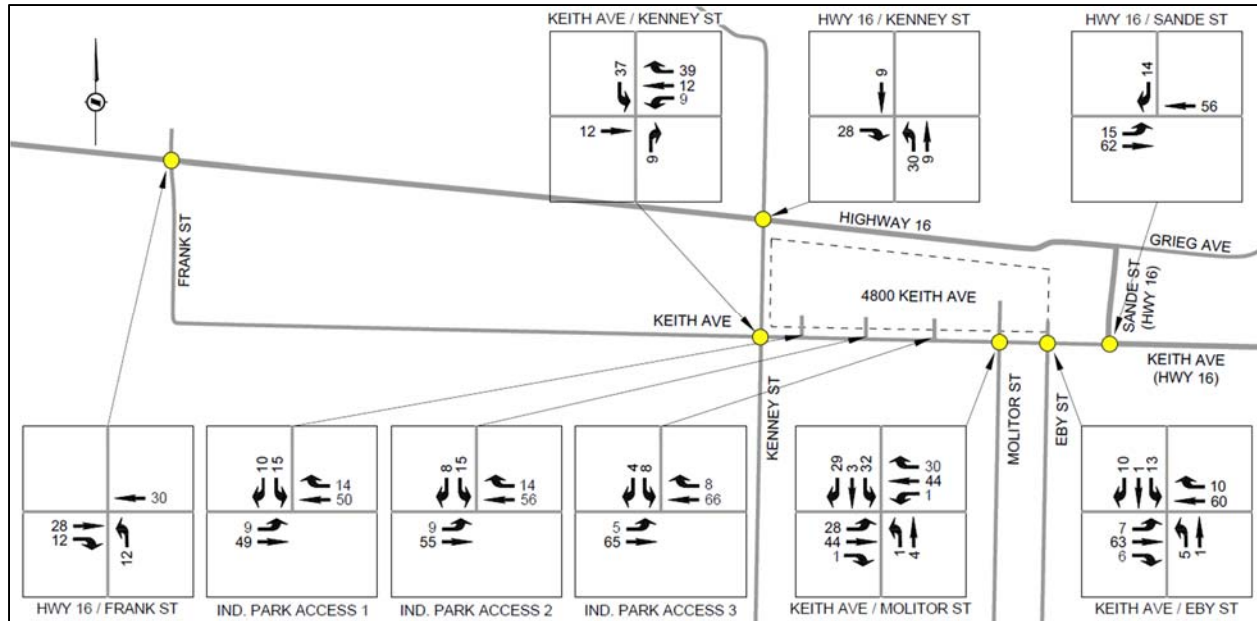 KEITH AVE / KENNEY ST
HWY 16 / KENNEY ST
HWY 16 / SANDE ST
37
39
12
9
12
9
9
28
30
9
14
56
15
62
HIGHWAY 16
GRIEG AVE
FRANK ST
SANDE ST
(HWY 16)
4800 KEITH AVE
KEITH AVE
KEITH AVE
(HWY 16)
KENNEY ST
MOLITOR ST
EBY ST
30
28
12
12
10
15
14
50
9
49
8
15
14
56
9
55
4
8
8
66
5
65
29
3
32
30
44
1
28
44
1
1
4
10
1
13
10
60
7
63
6
5
1
HWY 16 / FRANK ST
IND. PARK ACCESS 1
IND. PARK ACCESS 2
IND. PARK ACCESS 3
KEITH AVE / MOLITOR ST
KEITH AVE / EBY ST